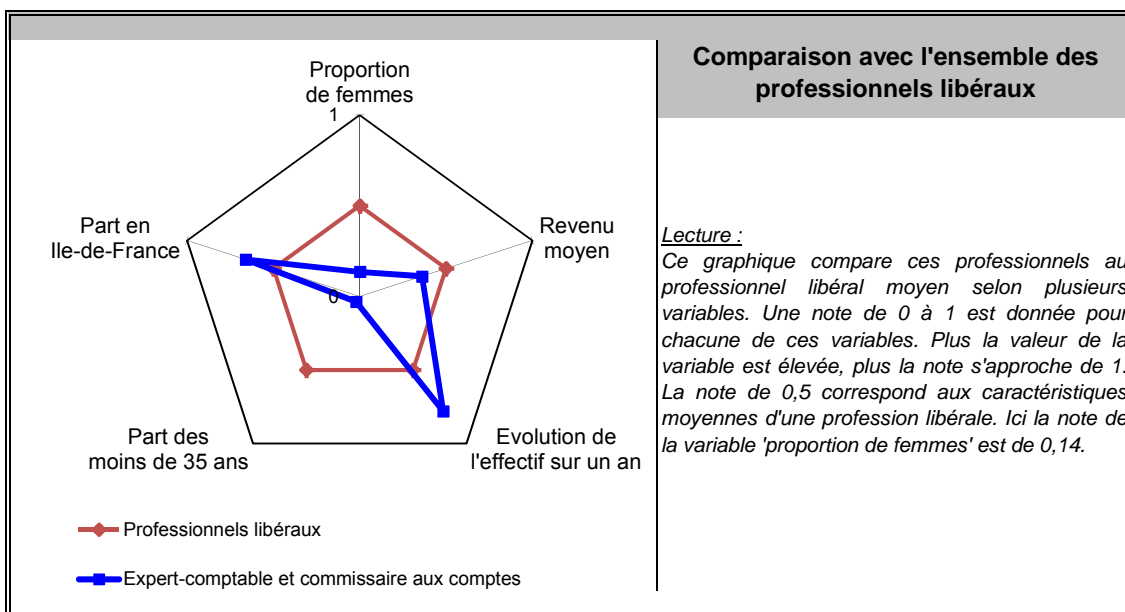 Comparaison avec l'ensemble des
professionnels libéraux
Proportion
de femmes
1
Part en
Ile-de-France
Revenu
moyen
0
Part des
moins de 35 ans
Evolution de
l'effectif sur un an
Professionnels libéraux
Expert-comptable et commissaire aux comptes
Lecture :
Ce graphique compare ces professionnels au
professionnel libéral moyen selon plusieurs
variables. Une note de 0 à 1 est donnée pour
chacune de ces variables. Plus la valeur de la
variable est élevée, plus la note s'approche de 1.
La note de 0,5 correspond aux caractéristiques
moyennes d'une profession libérale. Ici la note de
la variable 'proportion de femmes' est de 0,14.